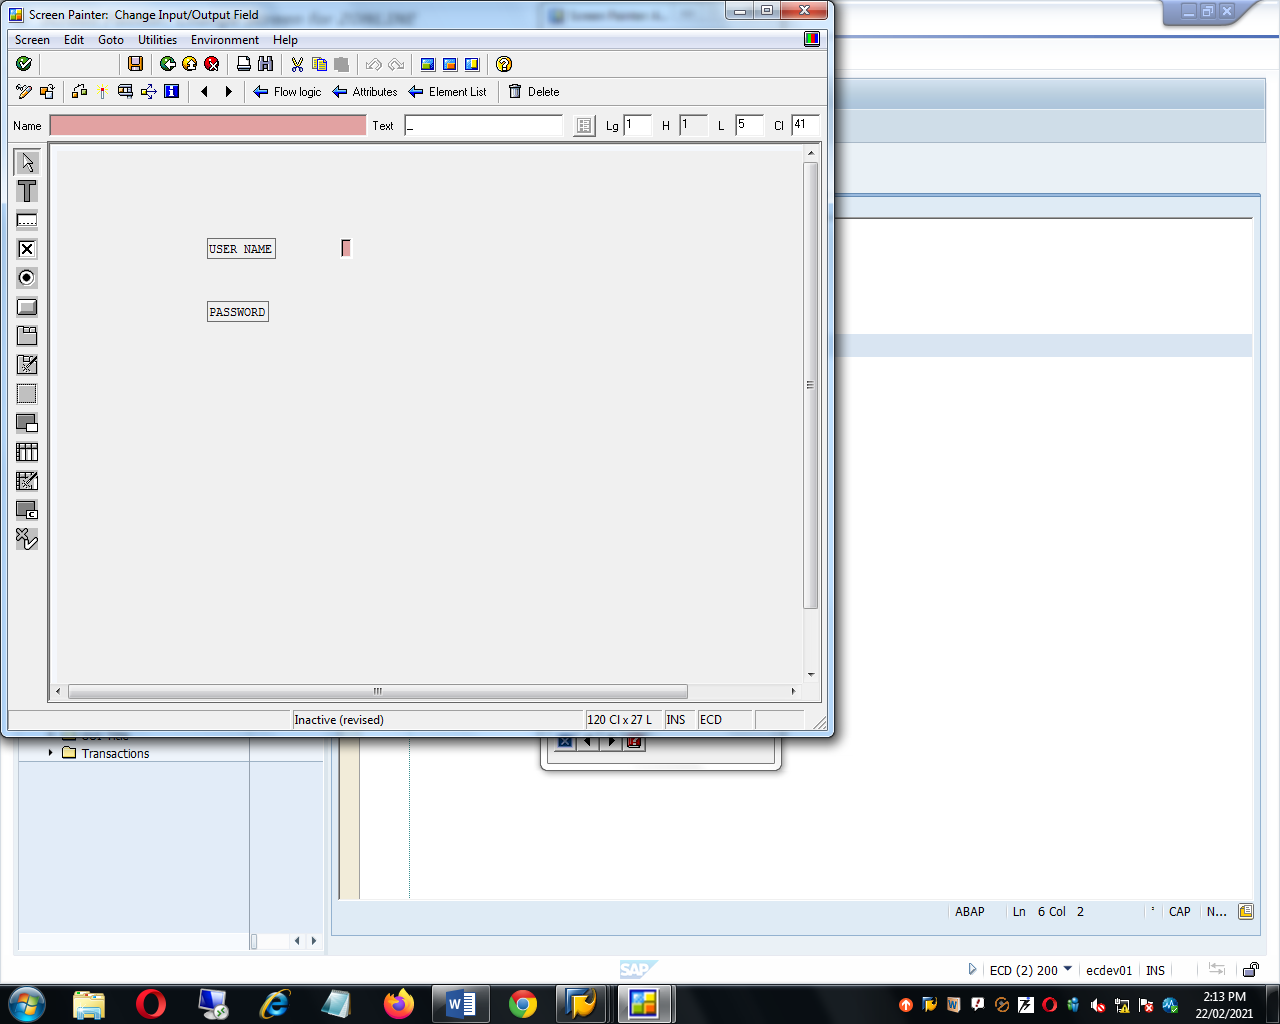 Screen Painter: Change Input/Output Field
Screen Edit Goto Utilities Environment Help
Flow logic Attributes Element List Delete
Name Text _ Lg 1 H 1 L 5 Cl 41
USER NAME
PASSWORD
Inactive (revised) 120 Cl x 27 L INS ECD
Transactions
ABAP Ln 6 Col 2 * CAP N...
SAP ECD (2) 200 ecdev01 INS
2:13 PM
22/02/2021